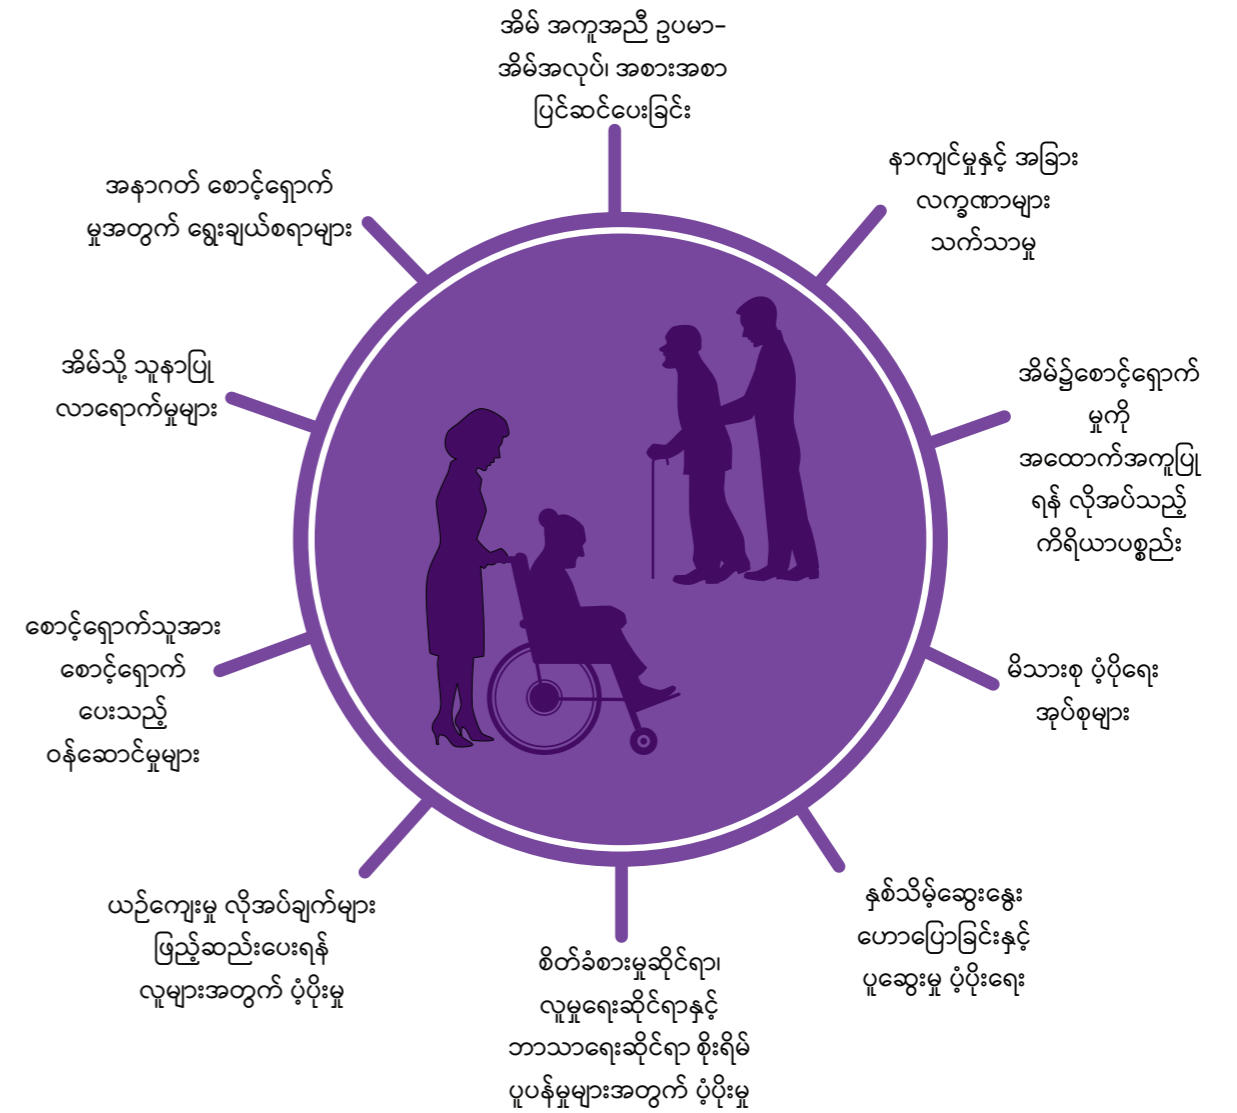 အိမ် အကူအညီ ဥပမာ–
အိမ်အလုပ်၊ အစားအစာ
ပြင်ဆင်ပေးခြင်း
နာကျင်မှုနှင့် အခြား
လက္ခဏာများ
သက်သာမှု
အိမ်၌စောင့်ရှောက်
မှုကို
အထောက်အကူပြု
ရန် လိုအပ်သည့်
ကိရိယာပစ္စည်း
မိသားစု ပံ့ပိုရေး
အုပ်စုများ
နှစ်သိမ့်ဆွေးနွေး
ဟောပြောခြင်းနှင့်
ပူဆွေးမှု ပံ့ပိုးရေး
စိတ်ခံစားမှုဆိုင်ရာ၊
လူမှုရေးဆိုင်ရာနှင့်
ဘာသာရေးဆိုင်ရာ စိုးရိမ်
ပူပန်မှုများအတွက် ပံ့ပိုးမှု
ယဉ်ကျေးမှု လိုအပ်ချက်များ
ဖြည့်ဆည်းပေးရန်
လူများအတွက် ပံ့ပိုးမှု
စောင့်ရှောက်သူအား
စောင့်ရှောက်
ပေးသည့်
ဝန်ဆောင်မှုများ
အိမ်သို့ သူနာပြု
လာရောက်မှုများ
အနာဂတ် စောင့်ရှောက်
မှုအတွက် ရွေးချယ်စရာများ